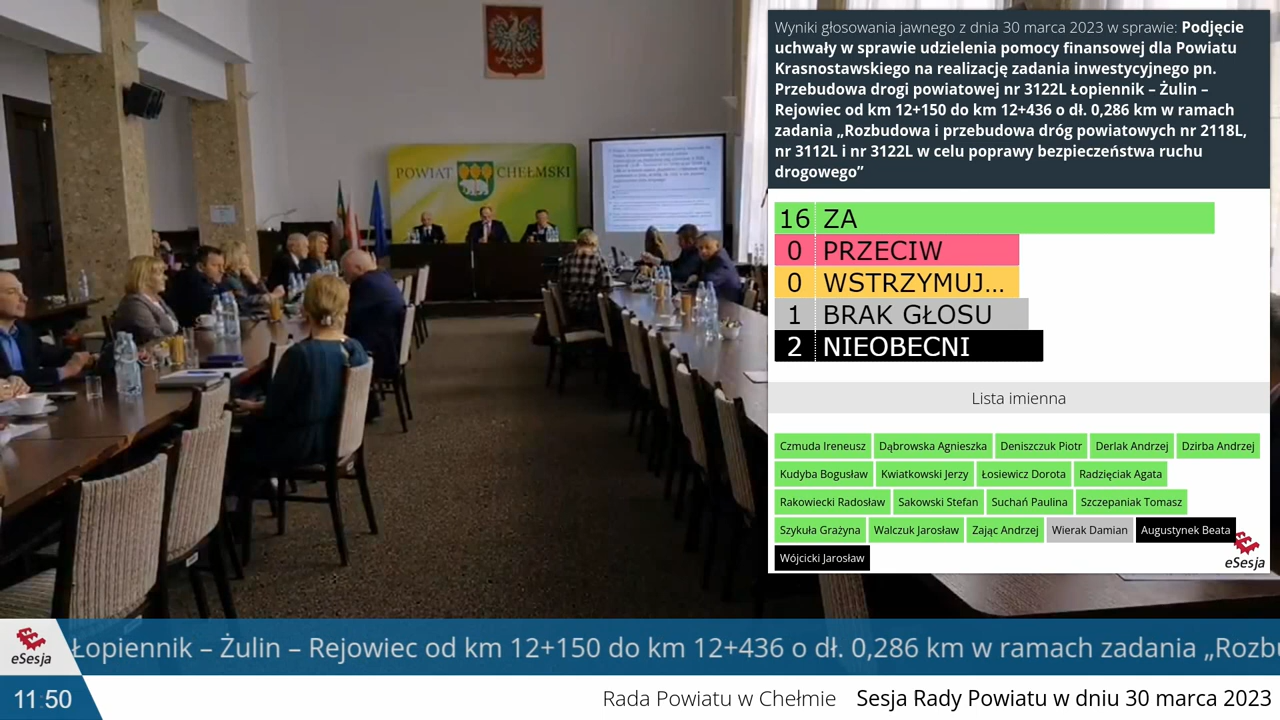 Wyniki głosowania jawnego z dnia 30 marca 2023 w sprawie: Podjęcie
uchwały w sprawie udzielenia pomocy finansowej dla Powiatu
Krasnostawskiego na realizację zadania inwestycyjnego pn.
Przebudowa drogi powiatowej nr 3122L Łopiennik – Żulin –
Rejowiec od km 12+150 do km 12+436 o dł. 0,286 km w ramach
zadania „Rozbudowa i przebudowa dróg powiatowych nr 2118L,
nr 3112L i nr 3122L w celu poprawy bezpieczeństwa ruchu
drogowego”
16 ZA
0 PRZECIW
0 WSTRZYMUJ...
1 BRAK GŁOSU
2 NIEOBECNI
Lista imienna
Czmuda Ireneusz Dąbrowska Agnieszka Deniszczuk Piotr Derlak Andrzej Dzirba Andrzej
Kudyba Bogusław Kwiatkowski Jerzy Łosiewicz Dorota Radzięciak Agata
Rakowiecki Radosław Sakowski Stefan Suchań Paulina Szczepaniak Tomasz
Szykuła Grażyna Walczuk Jarosław Zając Andrzej Wierak Damian Augustynek Beata
Wójcicki Jarosław
eSesja
POWIAT CHEŁMSKI
eSesja
Łopiennik – Żulin – Rejowiec od km 12+150 do km 12+436 o dł. 0,286 km w ramach zadania „Rozbu
11:50
Rada Powiatu w Chełmie Sesja Rady Powiatu w dniu 30 marca 2023